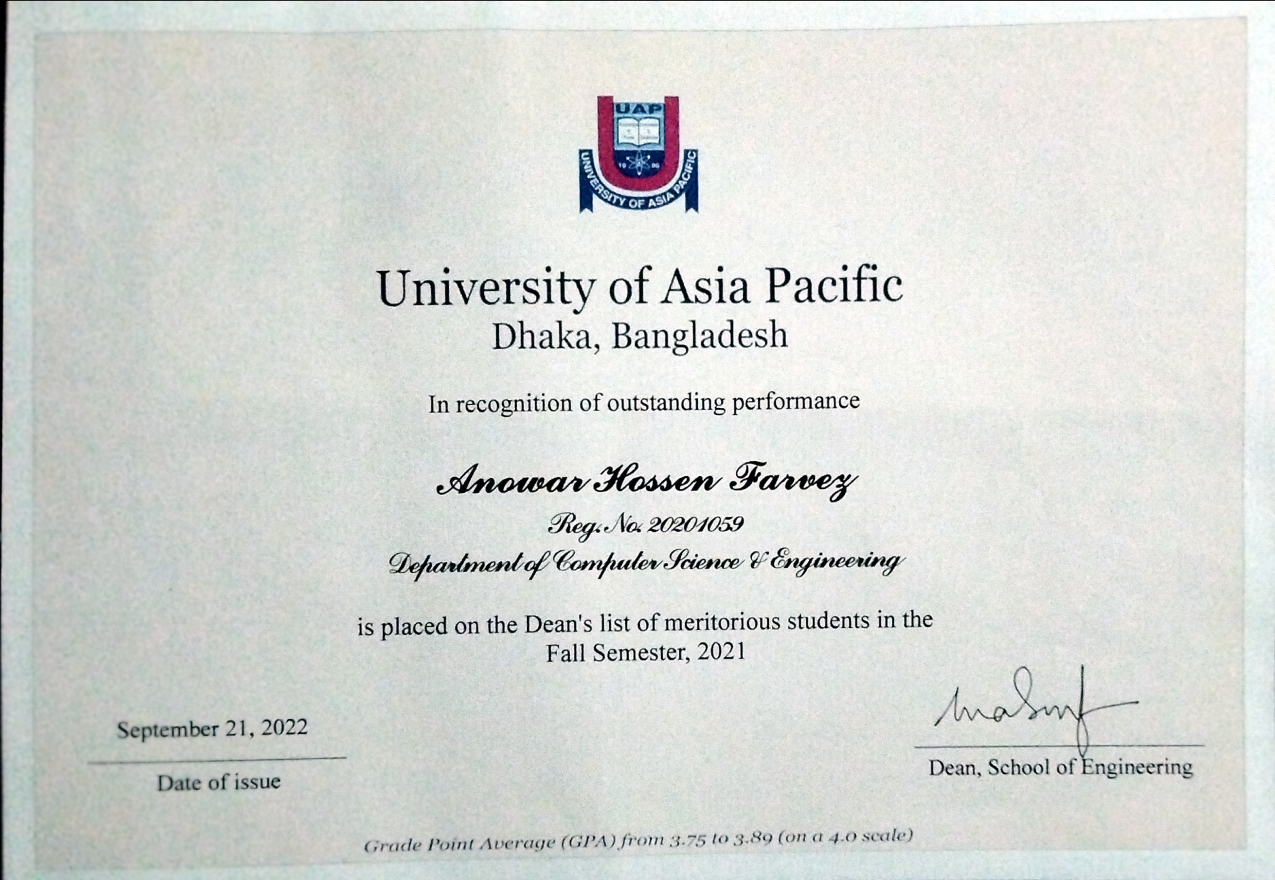 UAP
19 96
UNIVERSITY OF ASIA PACIFIC
University of Asia Pacific
Dhaka, Bangladesh
In recognition of outstanding performance
Anowar Hossen Farvez
Reg. No. 20201059
Department of Computer Science & Engineering
is placed on the Dean's list of meritorious students in the
Fall Semester, 2021
September 21, 2022
Date of issue
Dean, School of Engineering
Grade Point Average (GPA) from 3.75 to 3.89 (on a 4.0 scale)